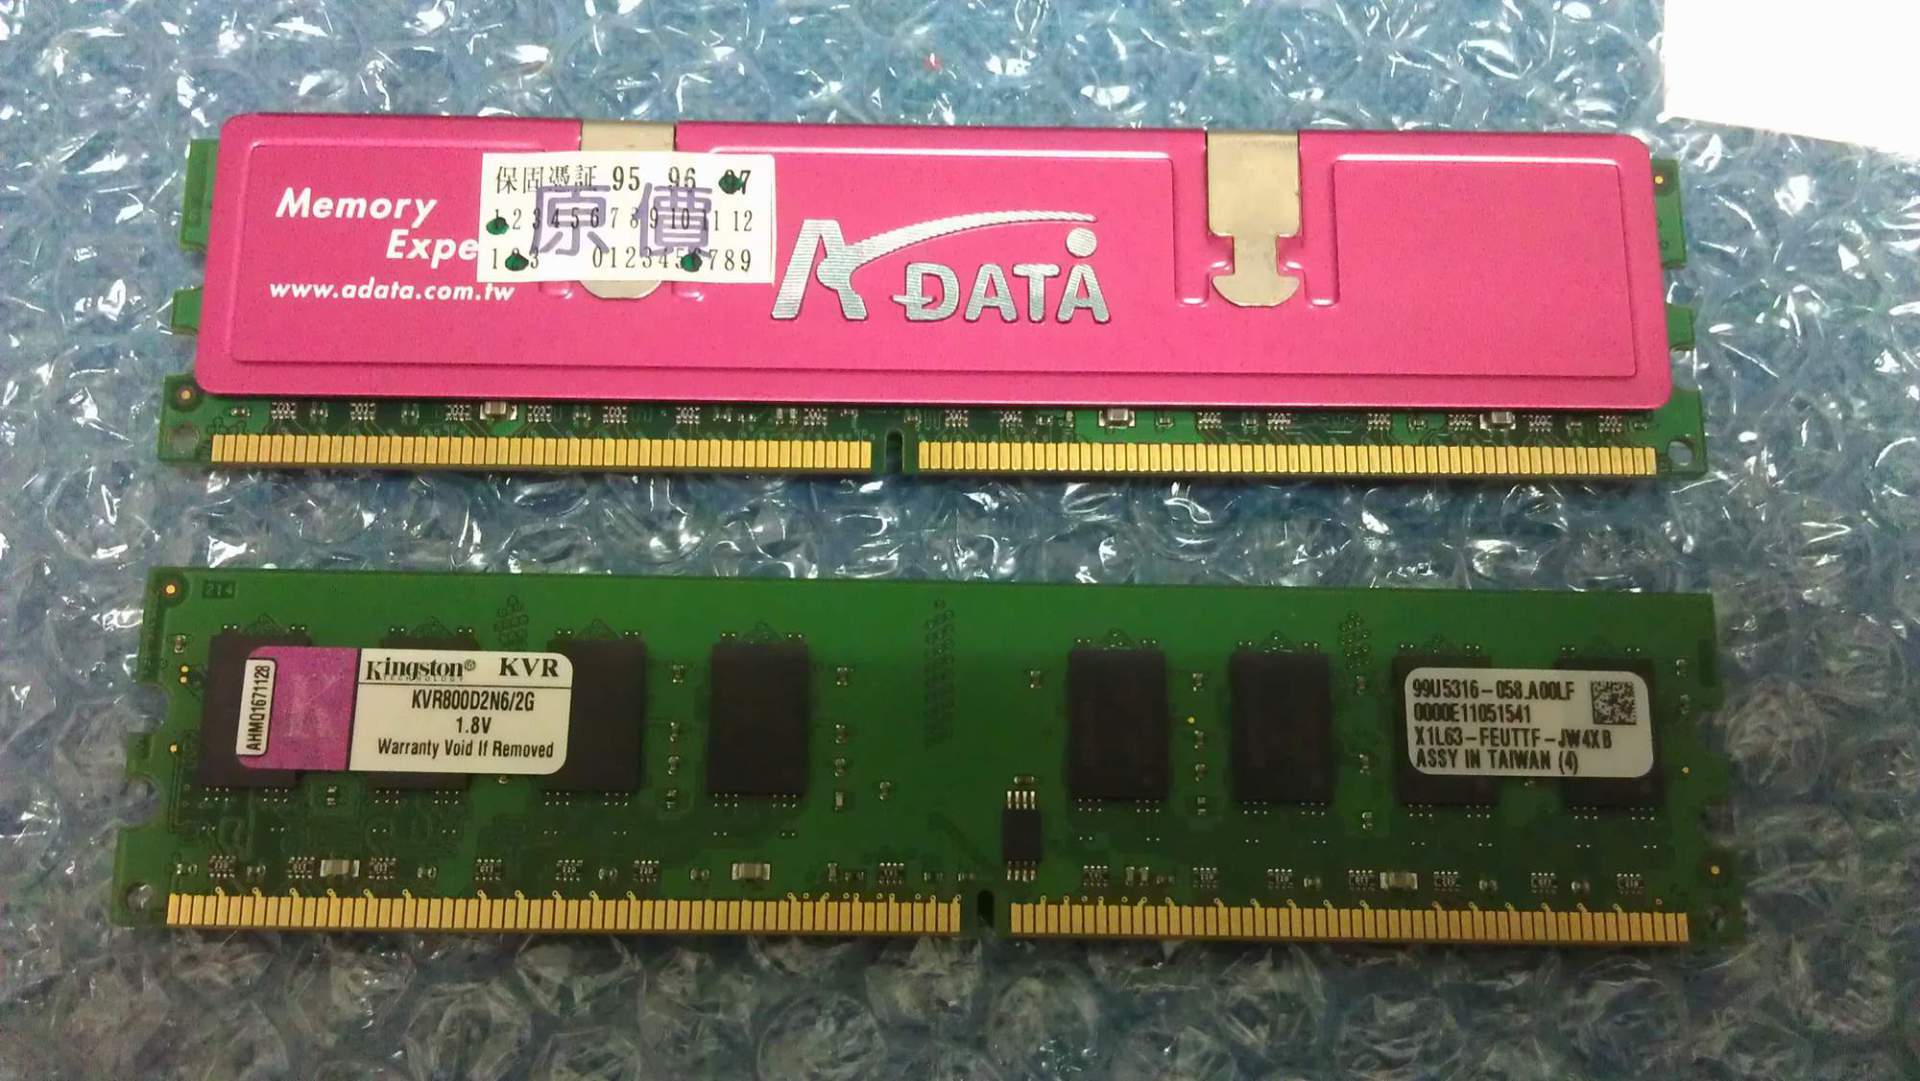 Memory
Expe
www.adata.com.tw
保固憑証 95 96 97
1 2 3 4 5 6 7 8 9 10 11 12
原價
1 2 3 0 1 2 3 4 5 6 7 8 9
A DATA
214
Kingston® KVR
TECHNOLOGY
KVR800D2N6/2G
1.8V
Warranty Void If Removed
AHMQ1671128
K
99U5316-058.A00LF
0000E11051541
X1L63-FEUTTF-JW4XB
ASSY IN TAIWAN (4)